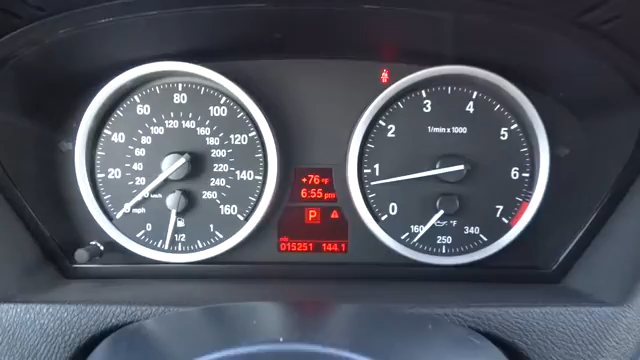 0 20 40 60 80 100 120 140 160
20 40 60 80 100 120 140 160 180 200 220 240 260
km/h
mph
0 1/2 1
+76 °F
6:55 pm
P
015251 144.1
1/min x 1000
0 1 2 3 4 5 6 7
°F
160 250 340